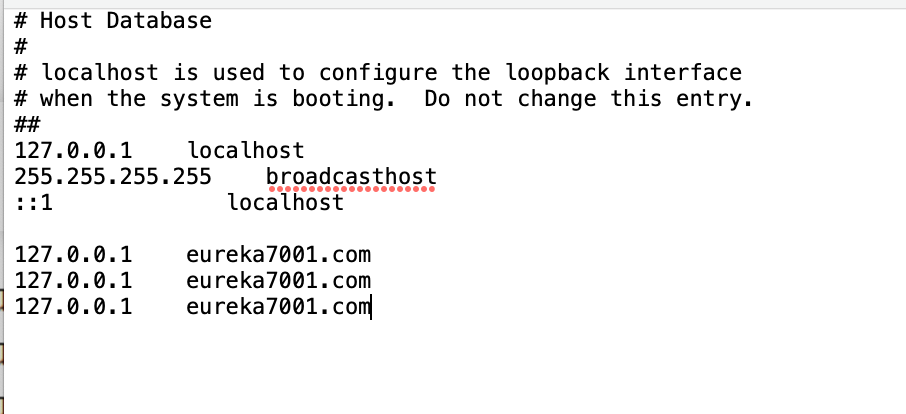 # Host Database
#
# localhost is used to configure the loopback interface
# when the system is booting.  Do not change this entry.
##
127.0.0.1    localhost
255.255.255.255    broadcasthost
::1             localhost

127.0.0.1    eureka7001.com
127.0.0.1    eureka7001.com
127.0.0.1    eureka7001.com